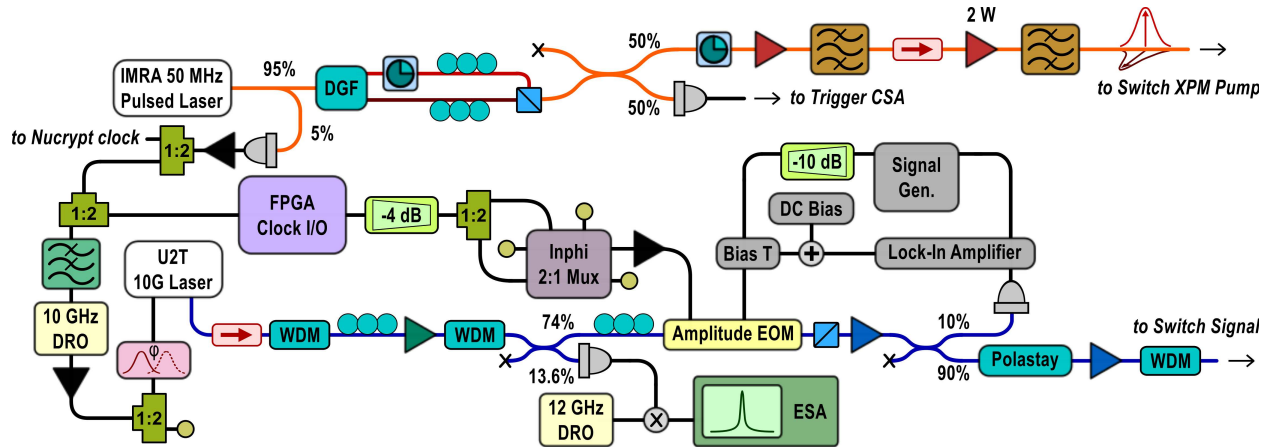 2 W
50%
IMRA 50 MHz
Pulsed Laser
95%
DGF
5%
50%
to Trigger CSA
to Switch XPM Pump
to Nucrypt clock
1:2
-10 dB
Signal
Gen.
1:2
FPGA
Clock I/O
-4 dB
1:2
DC Bias
Inphi
2:1 Mux
Bias T
+
Lock-In Amplifier
U2T
10G Laser
10 GHz
DRO
φ
WDM
WDM
74%
Amplitude EOM
10%
to Switch Signal
13.6%
90%
Polastay
WDM
1:2
12 GHz
DRO
X
ESA